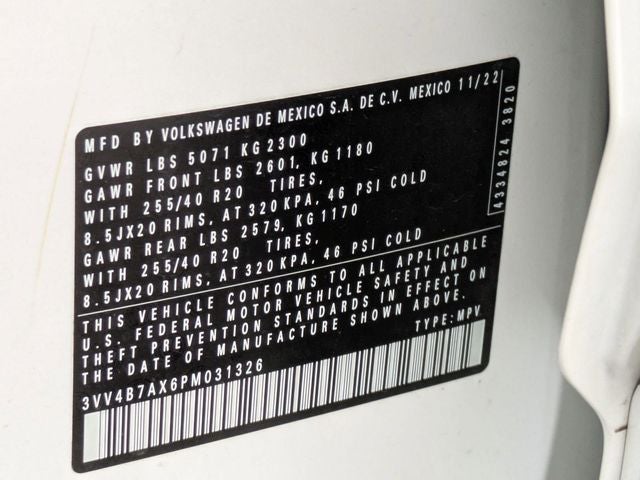 MFD BY VOLKSWAGEN DE MEXICO S.A. DE C.V. MEXICO 11/22
GVWR LBS 5071 KG 2300
GAWR FRONT LBS 2601, KG 1180
WITH 255/40 R20 TIRES,
8.5JX20 RIMS, AT 320 KPA, 46 PSI COLD
GAWR REAR LBS 2579, KG 1170
WITH 255/40 R20 TIRES,
8.5JX20 RIMS, AT 320 KPA, 46 PSI COLD
THIS VEHICLE CONFORMS TO ALL APPLICABLE
U.S. FEDERAL MOTOR VEHICLE SAFETY AND
THEFT PREVENTION STANDARDS IN EFFECT ON
THE DATE OF MANUFACTURE SHOWN ABOVE.
3VV4B7AX6PM031326 TYPE: MPV
4334824 3820